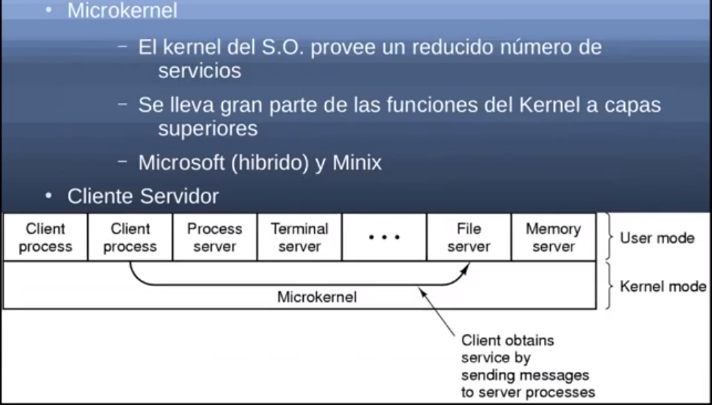 • Microkernel
– El kernel del S.O. provee un reducido número de
servicios
– Se lleva gran parte de las funciones del Kernel a capas
superiores
– Microsoft (hibrido) y Minix
• Cliente Servidor
Client process
Client process
Process server
Terminal server
• • •
File server
Memory server
User mode
Microkernel
Kernel mode
Client obtains
service by
sending messages
to server processes